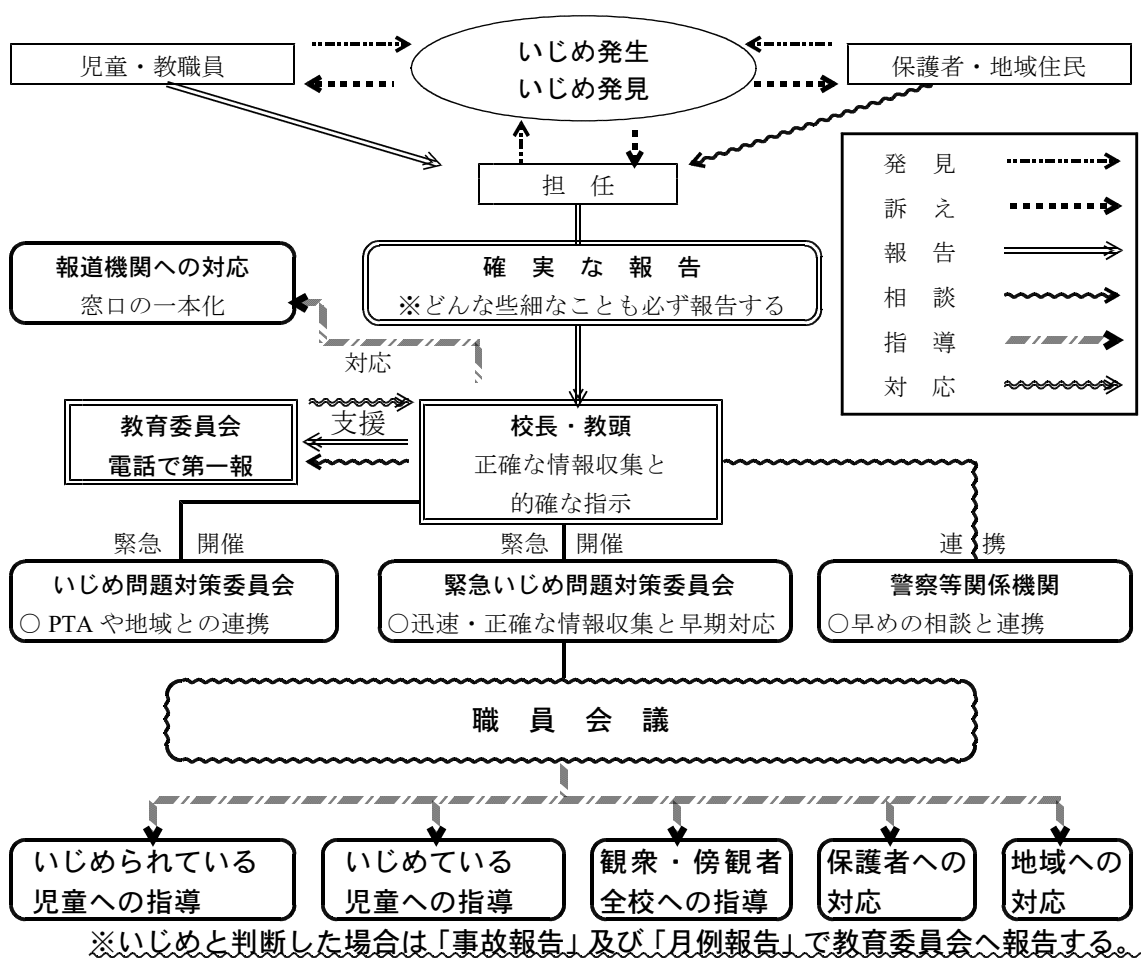 いじめ発生
いじめ発見
児童・教職員
保護者・地域住民
担　任
発　見
訴　え
報　告
相　談
指　導
対　応
確　実　な　報　告
※どんな些細なことも必ず報告する
報道機関への対応
窓口の一本化
対応
教育委員会
電話で第一報
支援
校長・教頭
正確な情報収集と
的確な指示
緊急　開催
緊急　開催
連　携
いじめ問題対策委員会
○ PTA や地域との連携
緊急いじめ問題対策委員会
○迅速・正確な情報収集と早期対応
警察等関係機関
○早めの相談と連携
職　員　会　議
いじめられている
児童への指導
いじめている
児童への指導
観衆・傍観者
全校への指導
保護者への
対応
地域への
対応
※いじめと判断した場合は「事故報告」及び「月例報告」で教育委員会へ報告する。